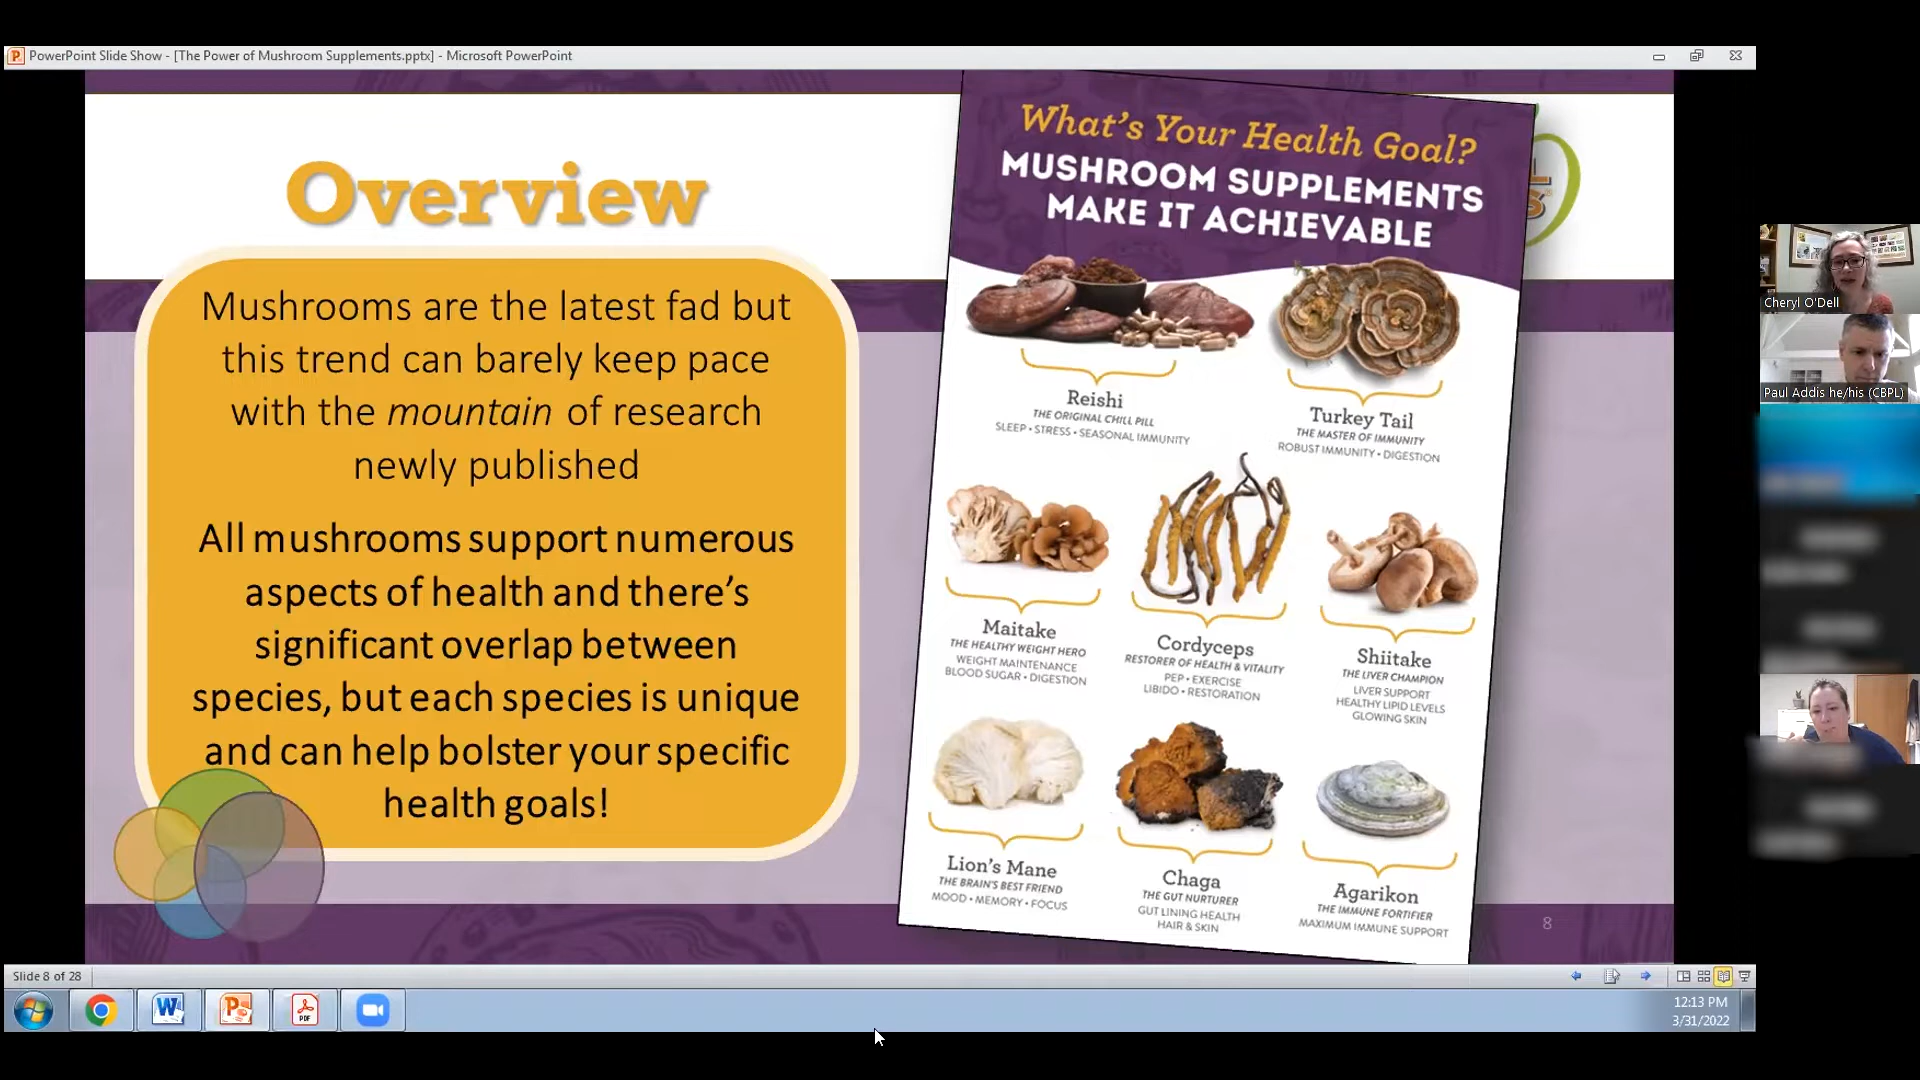 PowerPoint Slide Show - [The Power of Mushroom Supplements.pptx] - Microsoft PowerPoint
Overview
Mushrooms are the latest fad but
this trend can barely keep pace
with the mountain of research
newly published
All mushrooms support numerous
aspects of health and there's
significant overlap between
species, but each species is unique
and can help bolster your specific
health goals!
What's Your Health Goal?
MUSHROOM SUPPLEMENTS
MAKE IT ACHIEVABLE
Reishi
THE ORIGINAL CHILL PILL
SLEEP • STRESS • SEASONAL IMMUNITY
Turkey Tail
THE MASTER OF IMMUNITY
ROBUST IMMUNITY • DIGESTION
Maitake
THE HEALTHY WEIGHT HERO
WEIGHT MAINTENANCE
BLOOD SUGAR • DIGESTION
Cordyceps
RESTORER OF HEALTH & VITALITY
PEP • EXERCISE
LIBIDO • RESTORATION
Shiitake
THE LIVER CHAMPION
LIVER SUPPORT
HEALTHY LIPID LEVELS
GLOWING SKIN
Lion's Mane
THE BRAIN'S BEST FRIEND
MOOD • MEMORY • FOCUS
Chaga
THE GUT NURTURER
GUT LINING HEALTH
HAIR & SKIN
Agarikon
THE IMMUNE FORTIFIER
MAXIMUM IMMUNE SUPPORT
8
Cheryl O'Dell
Paul Addis he/his (CBPL)
Slide 8 of 28
PDF
12:13 PM
3/31/2022